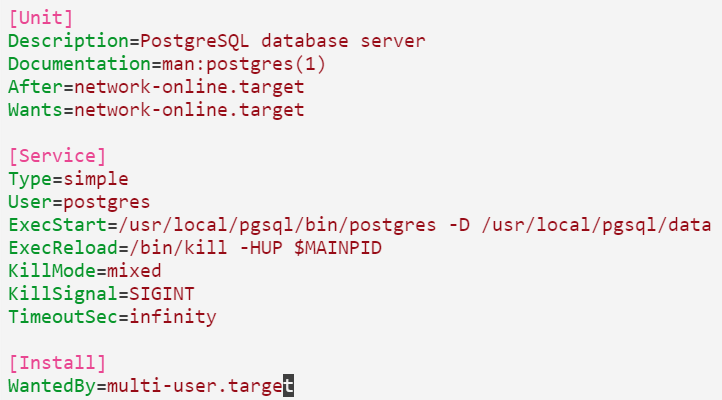 [Unit]
Description=PostgreSQL database server
Documentation=man:postgres(1)
After=network-online.target
Wants=network-online.target

[Service]
Type=simple
User=postgres
ExecStart=/usr/local/pgsql/bin/postgres -D /usr/local/pgsql/data
ExecReload=/bin/kill -HUP $MAINPID
KillMode=mixed
KillSignal=SIGINT
TimeoutSec=infinity

[Install]
WantedBy=multi-user.target